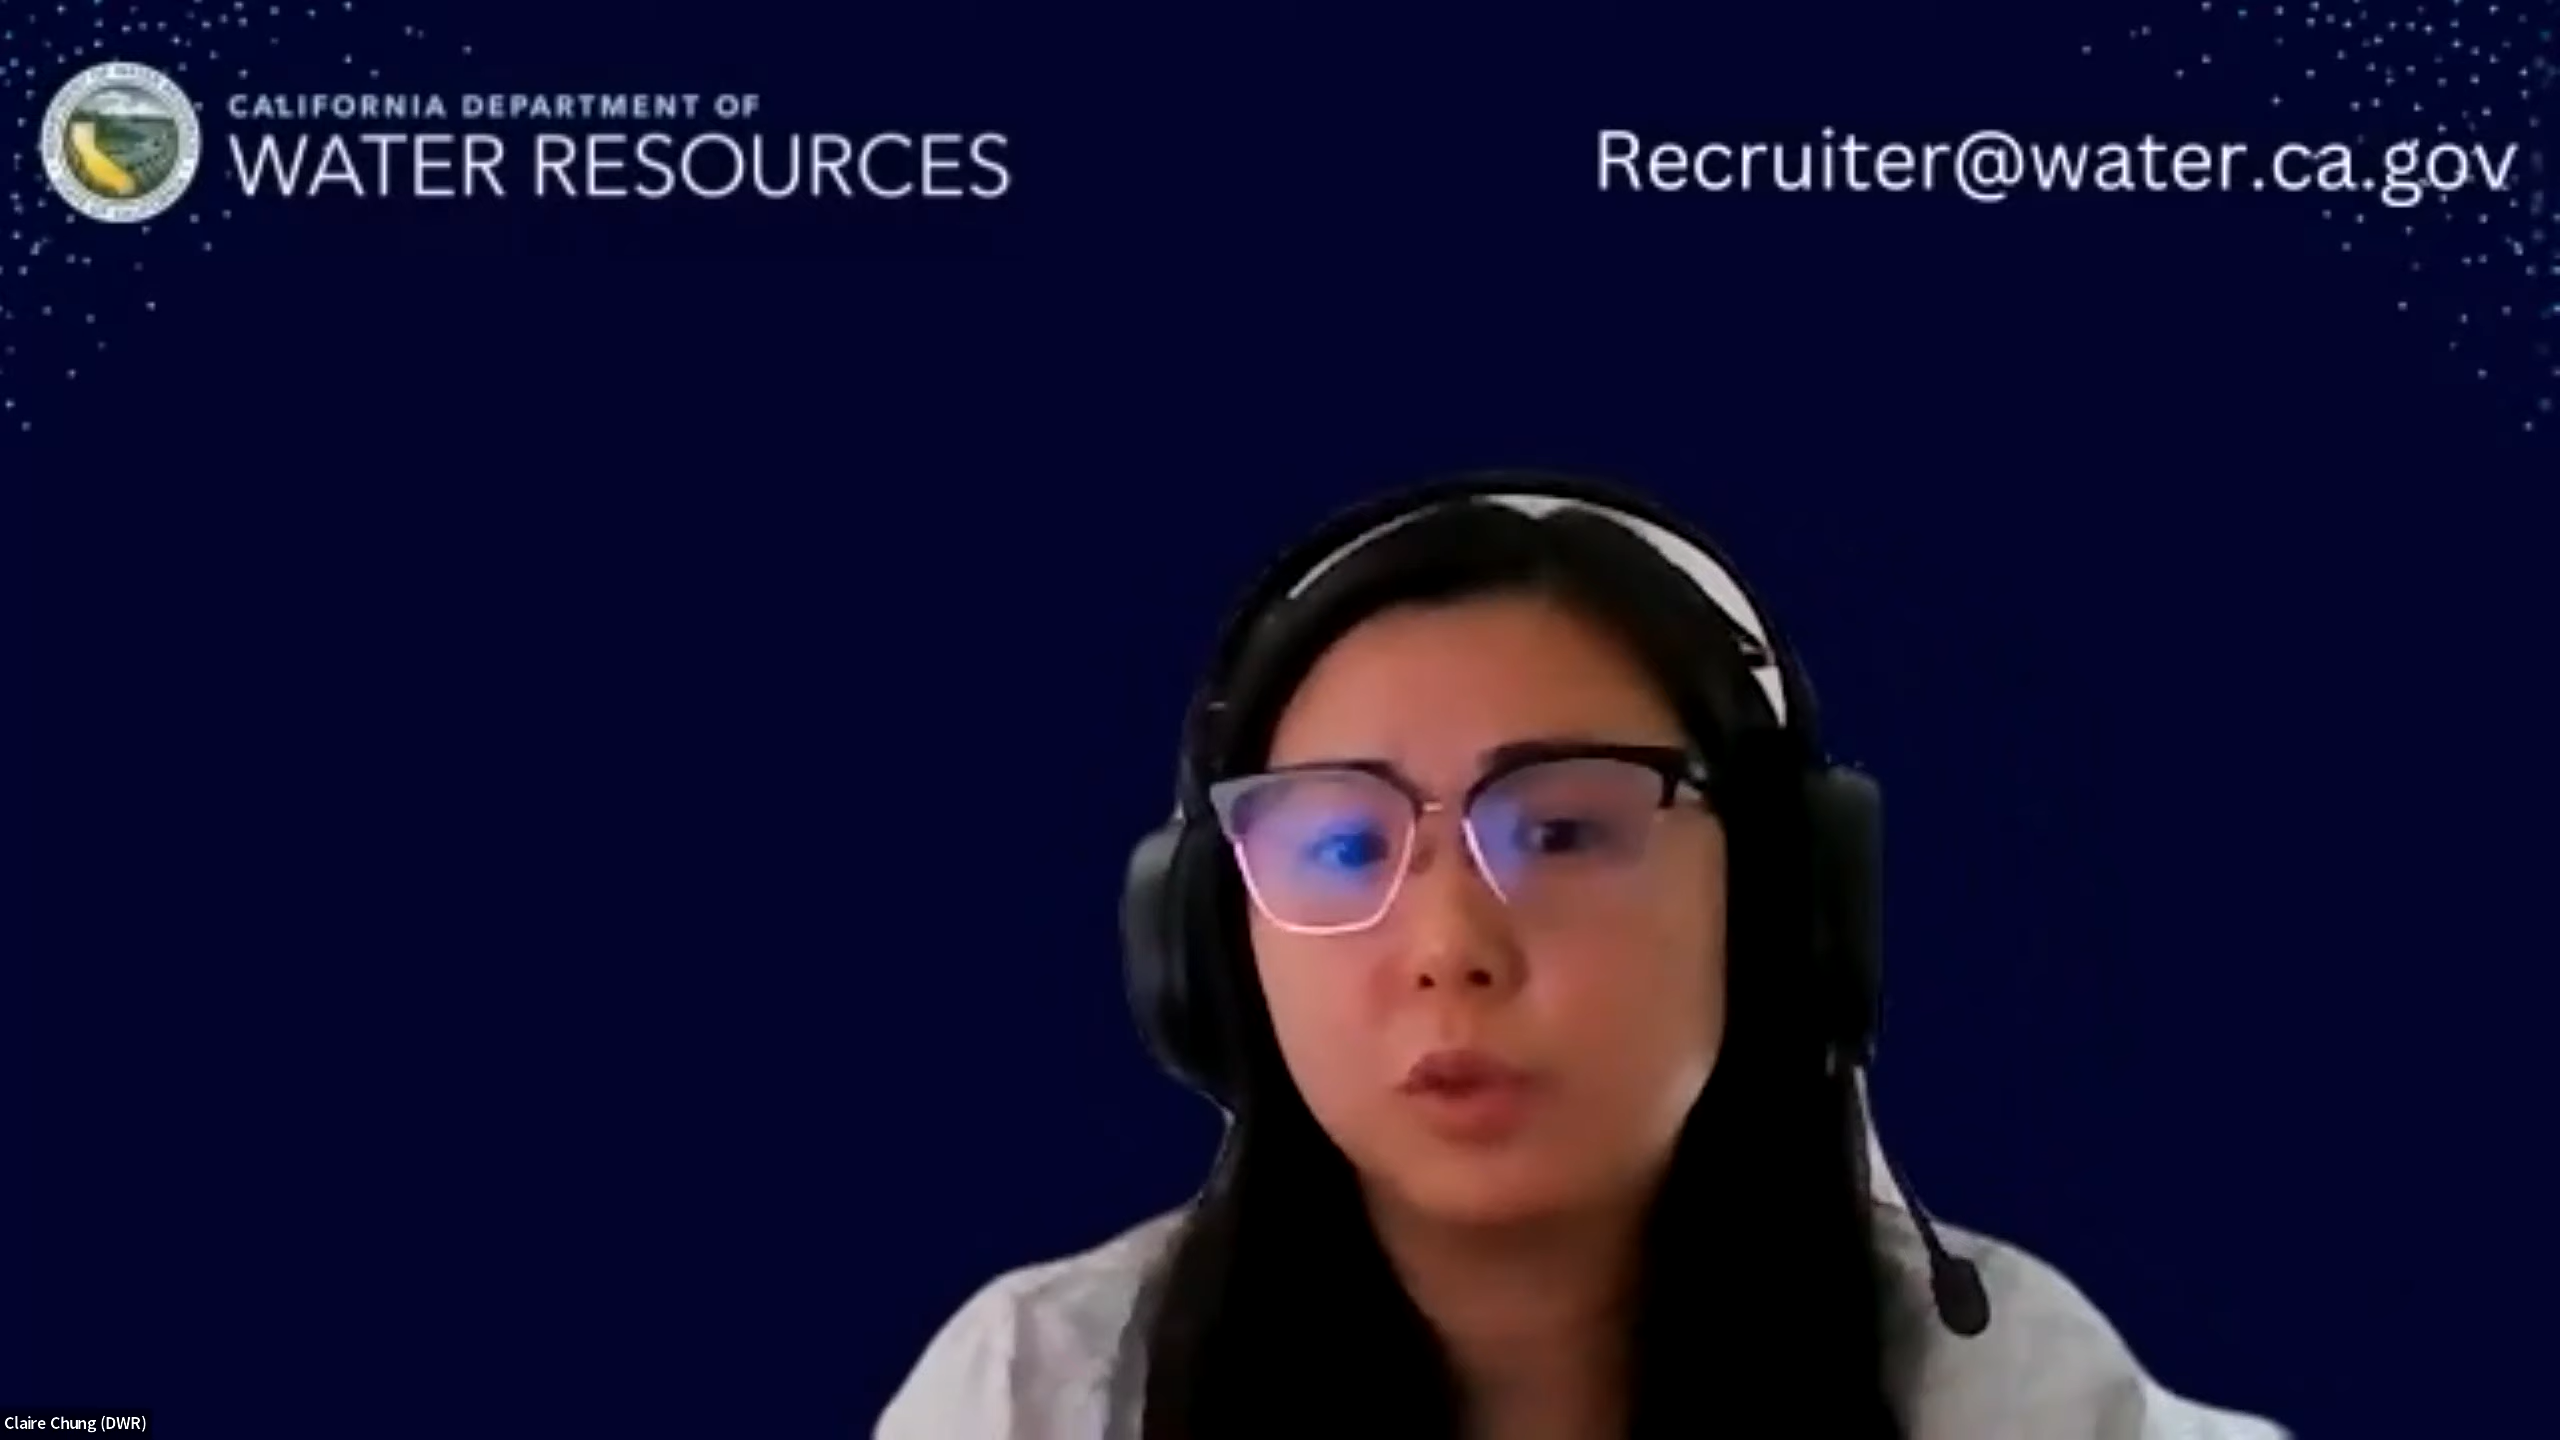 CALIFORNIA DEPARTMENT OF
WATER RESOURCES
Recruiter@water.ca.gov
Claire Chung (DWR)